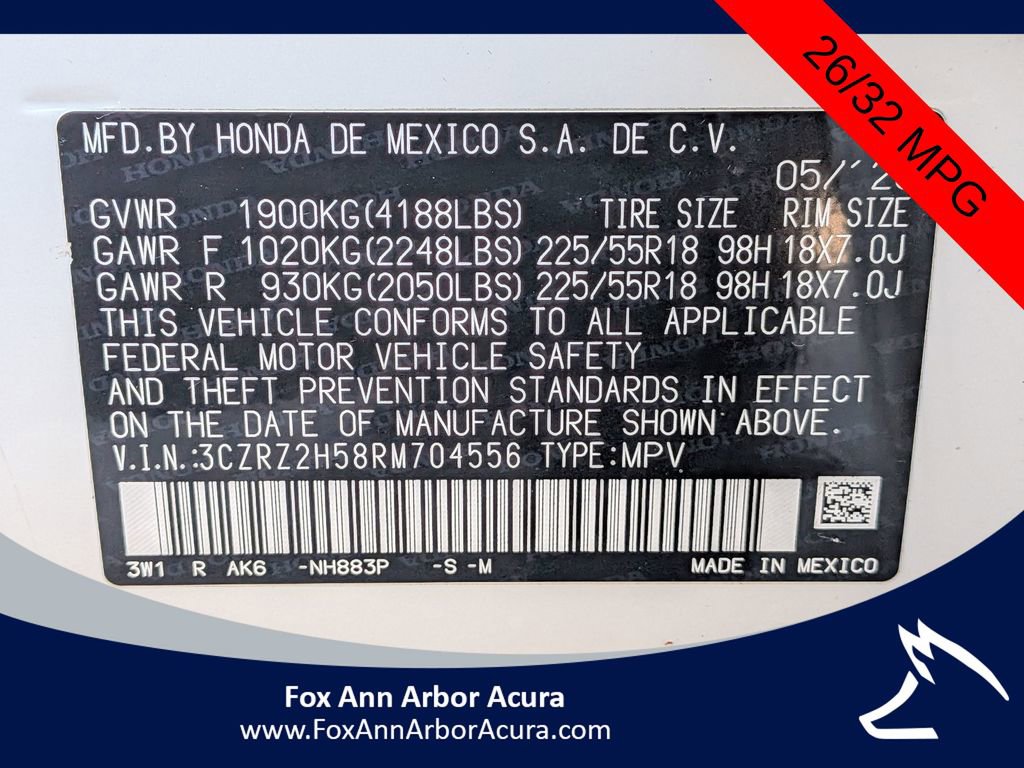 26/32 MPG
MFD.BY HONDA DE MEXICO S.A. DE C.V.
GVWR 1900KG(4188LBS) TIRE SIZE RIM SIZE
GAWR F 1020KG(2248LBS) 225/55R18 98H 18X7.0J
GAWR R 930KG(2050LBS) 225/55R18 98H 18X7.0J
THIS VEHICLE CONFORMS TO ALL APPLICABLE
FEDERAL MOTOR VEHICLE SAFETY
AND THEFT PREVENTION STANDARDS IN EFFECT
ON THE DATE OF MANUFACTURE SHOWN ABOVE.
V.I.N.:3CZRZ2H58RM704556 TYPE:MPV
3W1 R AK6 -NH883P -S -M MADE IN MEXICO
Fox Ann Arbor Acura
www.FoxAnnArborAcura.com